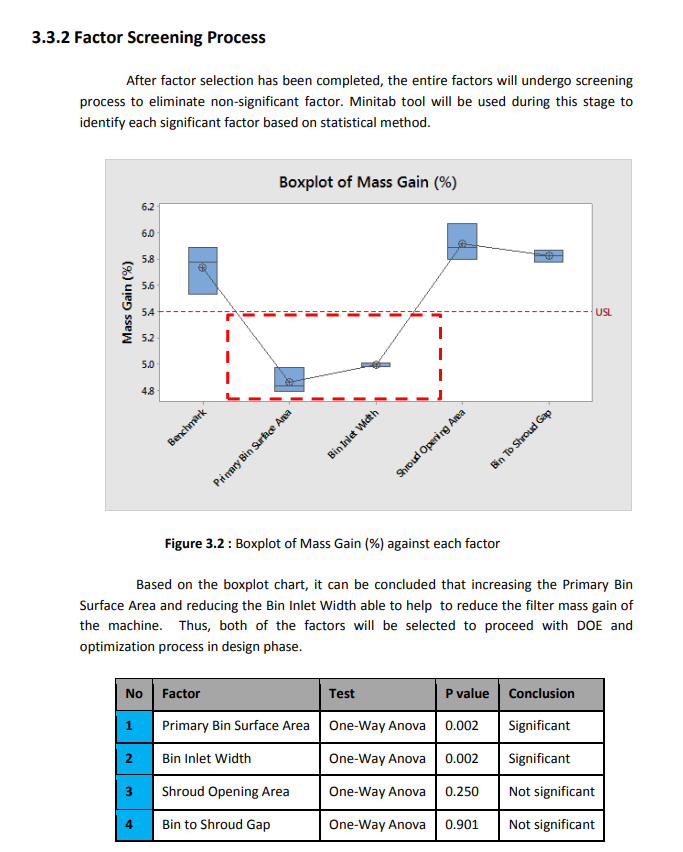 3.3.2 Factor Screening Process
After factor selection has been completed, the entire factors will undergo screening
process to eliminate non-significant factor. Minitab tool will be used during this stage to
identify each significant factor based on statistical method.
Boxplot of Mass Gain (%)
Mass Gain (%)
6.2
6.0
5.8
5.6
5.4
5.2
5.0
4.8
USL
Benchmark
Primary Bin Surface Area
Bin Inlet Width
Shroud Opening Area
Bin To Shroud Gap
Figure 3.2 : Boxplot of Mass Gain (%) against each factor
Based on the boxplot chart, it can be concluded that increasing the Primary Bin
Surface Area and reducing the Bin Inlet Width able to help to reduce the filter mass gain of
the machine. Thus, both of the factors will be selected to proceed with DOE and
optimization process in design phase.
No Factor Test P value Conclusion
1 Primary Bin Surface Area One-Way Anova 0.002 Significant
2 Bin Inlet Width One-Way Anova 0.002 Significant
3 Shroud Opening Area One-Way Anova 0.250 Not significant
4 Bin to Shroud Gap One-Way Anova 0.901 Not significant